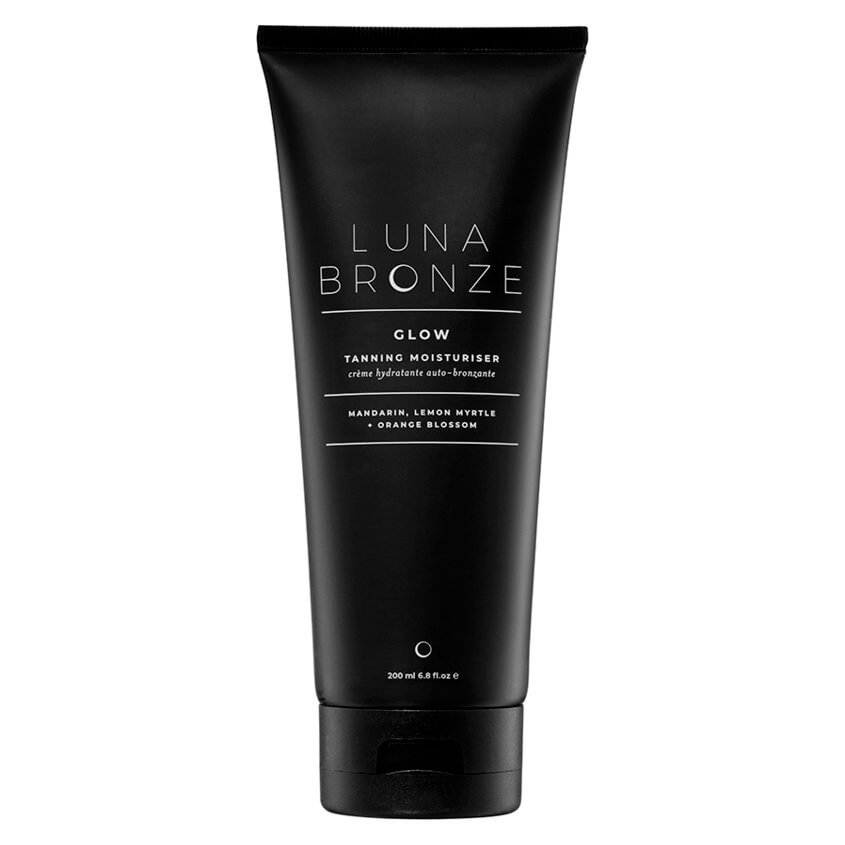 LUNA
BRONZE
GLOW
TANNING MOISTURISER
crème hydratante auto-bronzante
MANDARIN, LEMON MYRTLE
+ ORANGE BLOSSOM
200 ml 6.8 fl.oz ℮